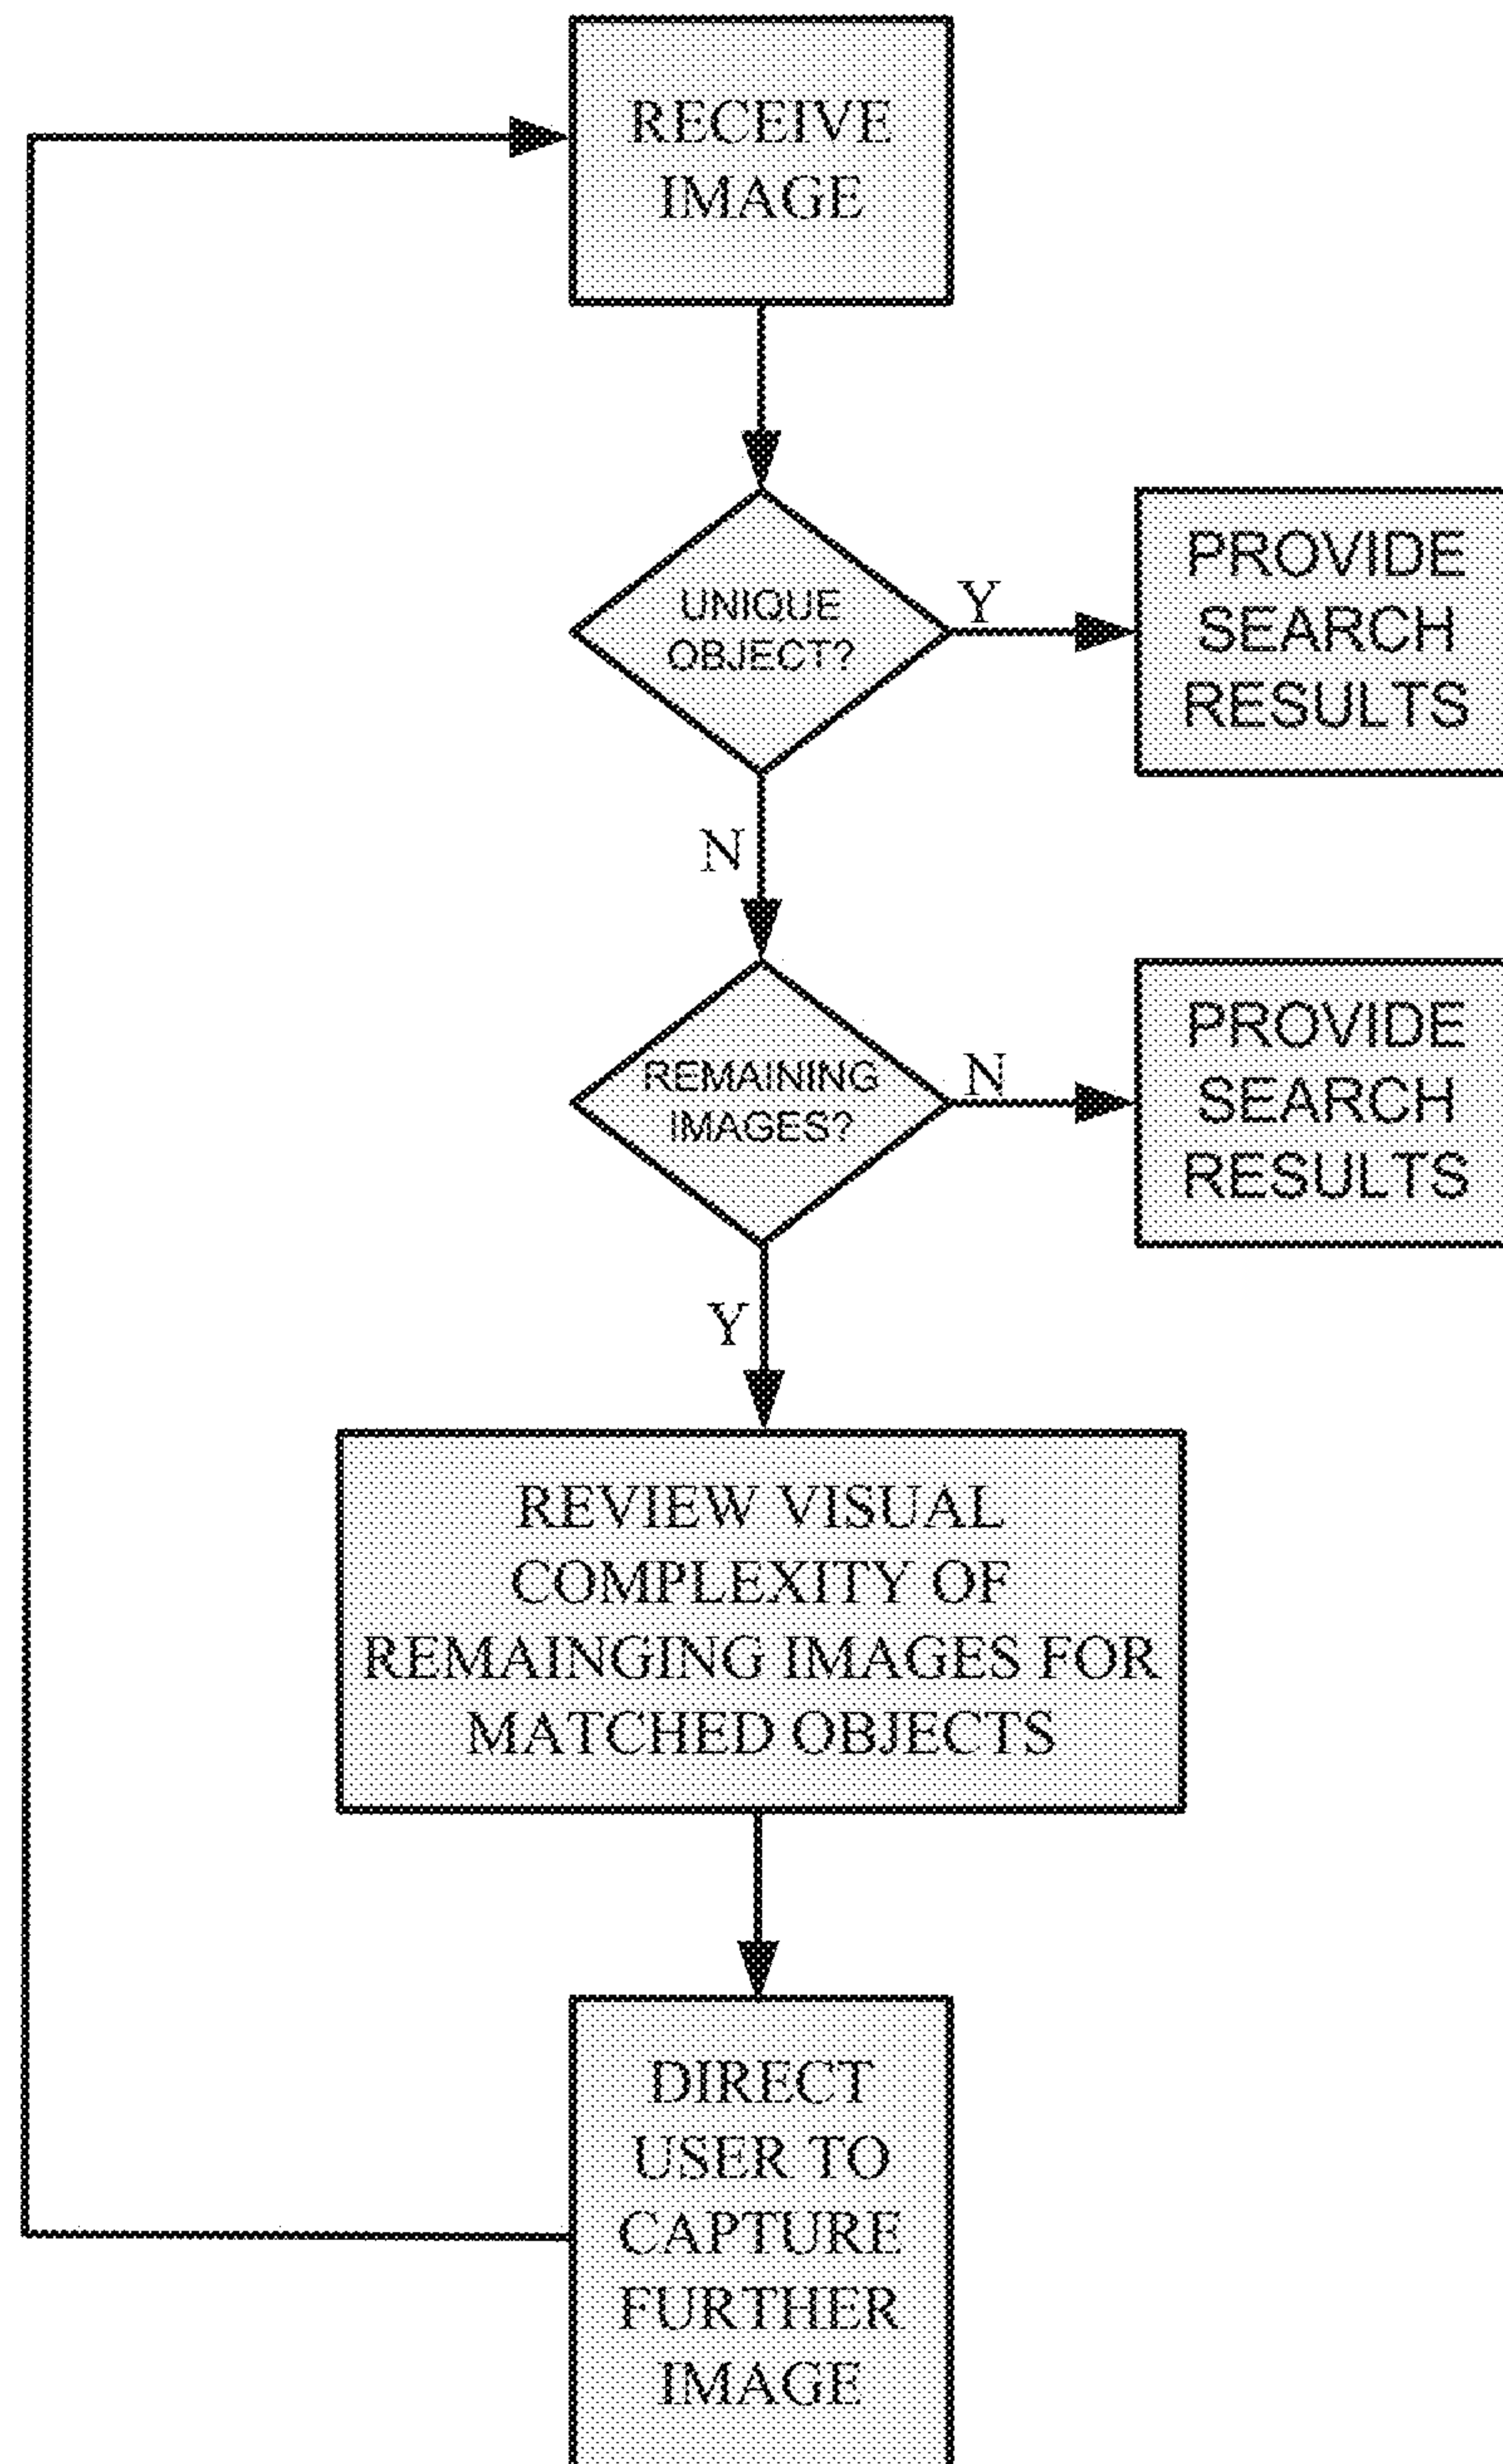 RECEIVE
IMAGE
UNIQUE
OBJECT?
Y
PROVIDE
SEARCH
RESULTS
N
REMAINING
IMAGES?
N
PROVIDE
SEARCH
RESULTS
Y
REVIEW VISUAL
COMPLEXITY OF
REMAINGING IMAGES FOR
MATCHED OBJECTS
DIRECT
USER TO
CAPTURE
FURTHER
IMAGE